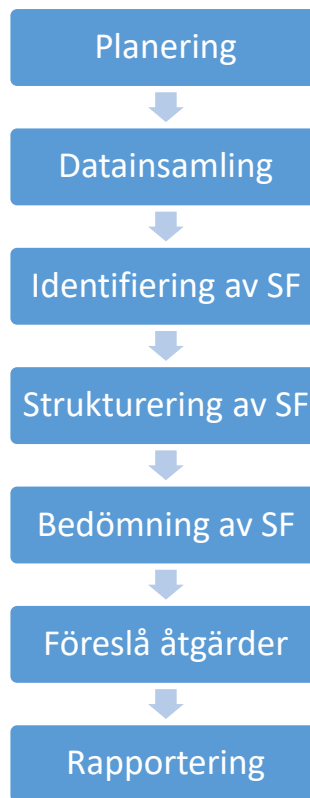 Planering
Datainsamling
Identifiering av SF
Strukturering av SF
Bedömning av SF
Föreslå åtgärder
Rapportering